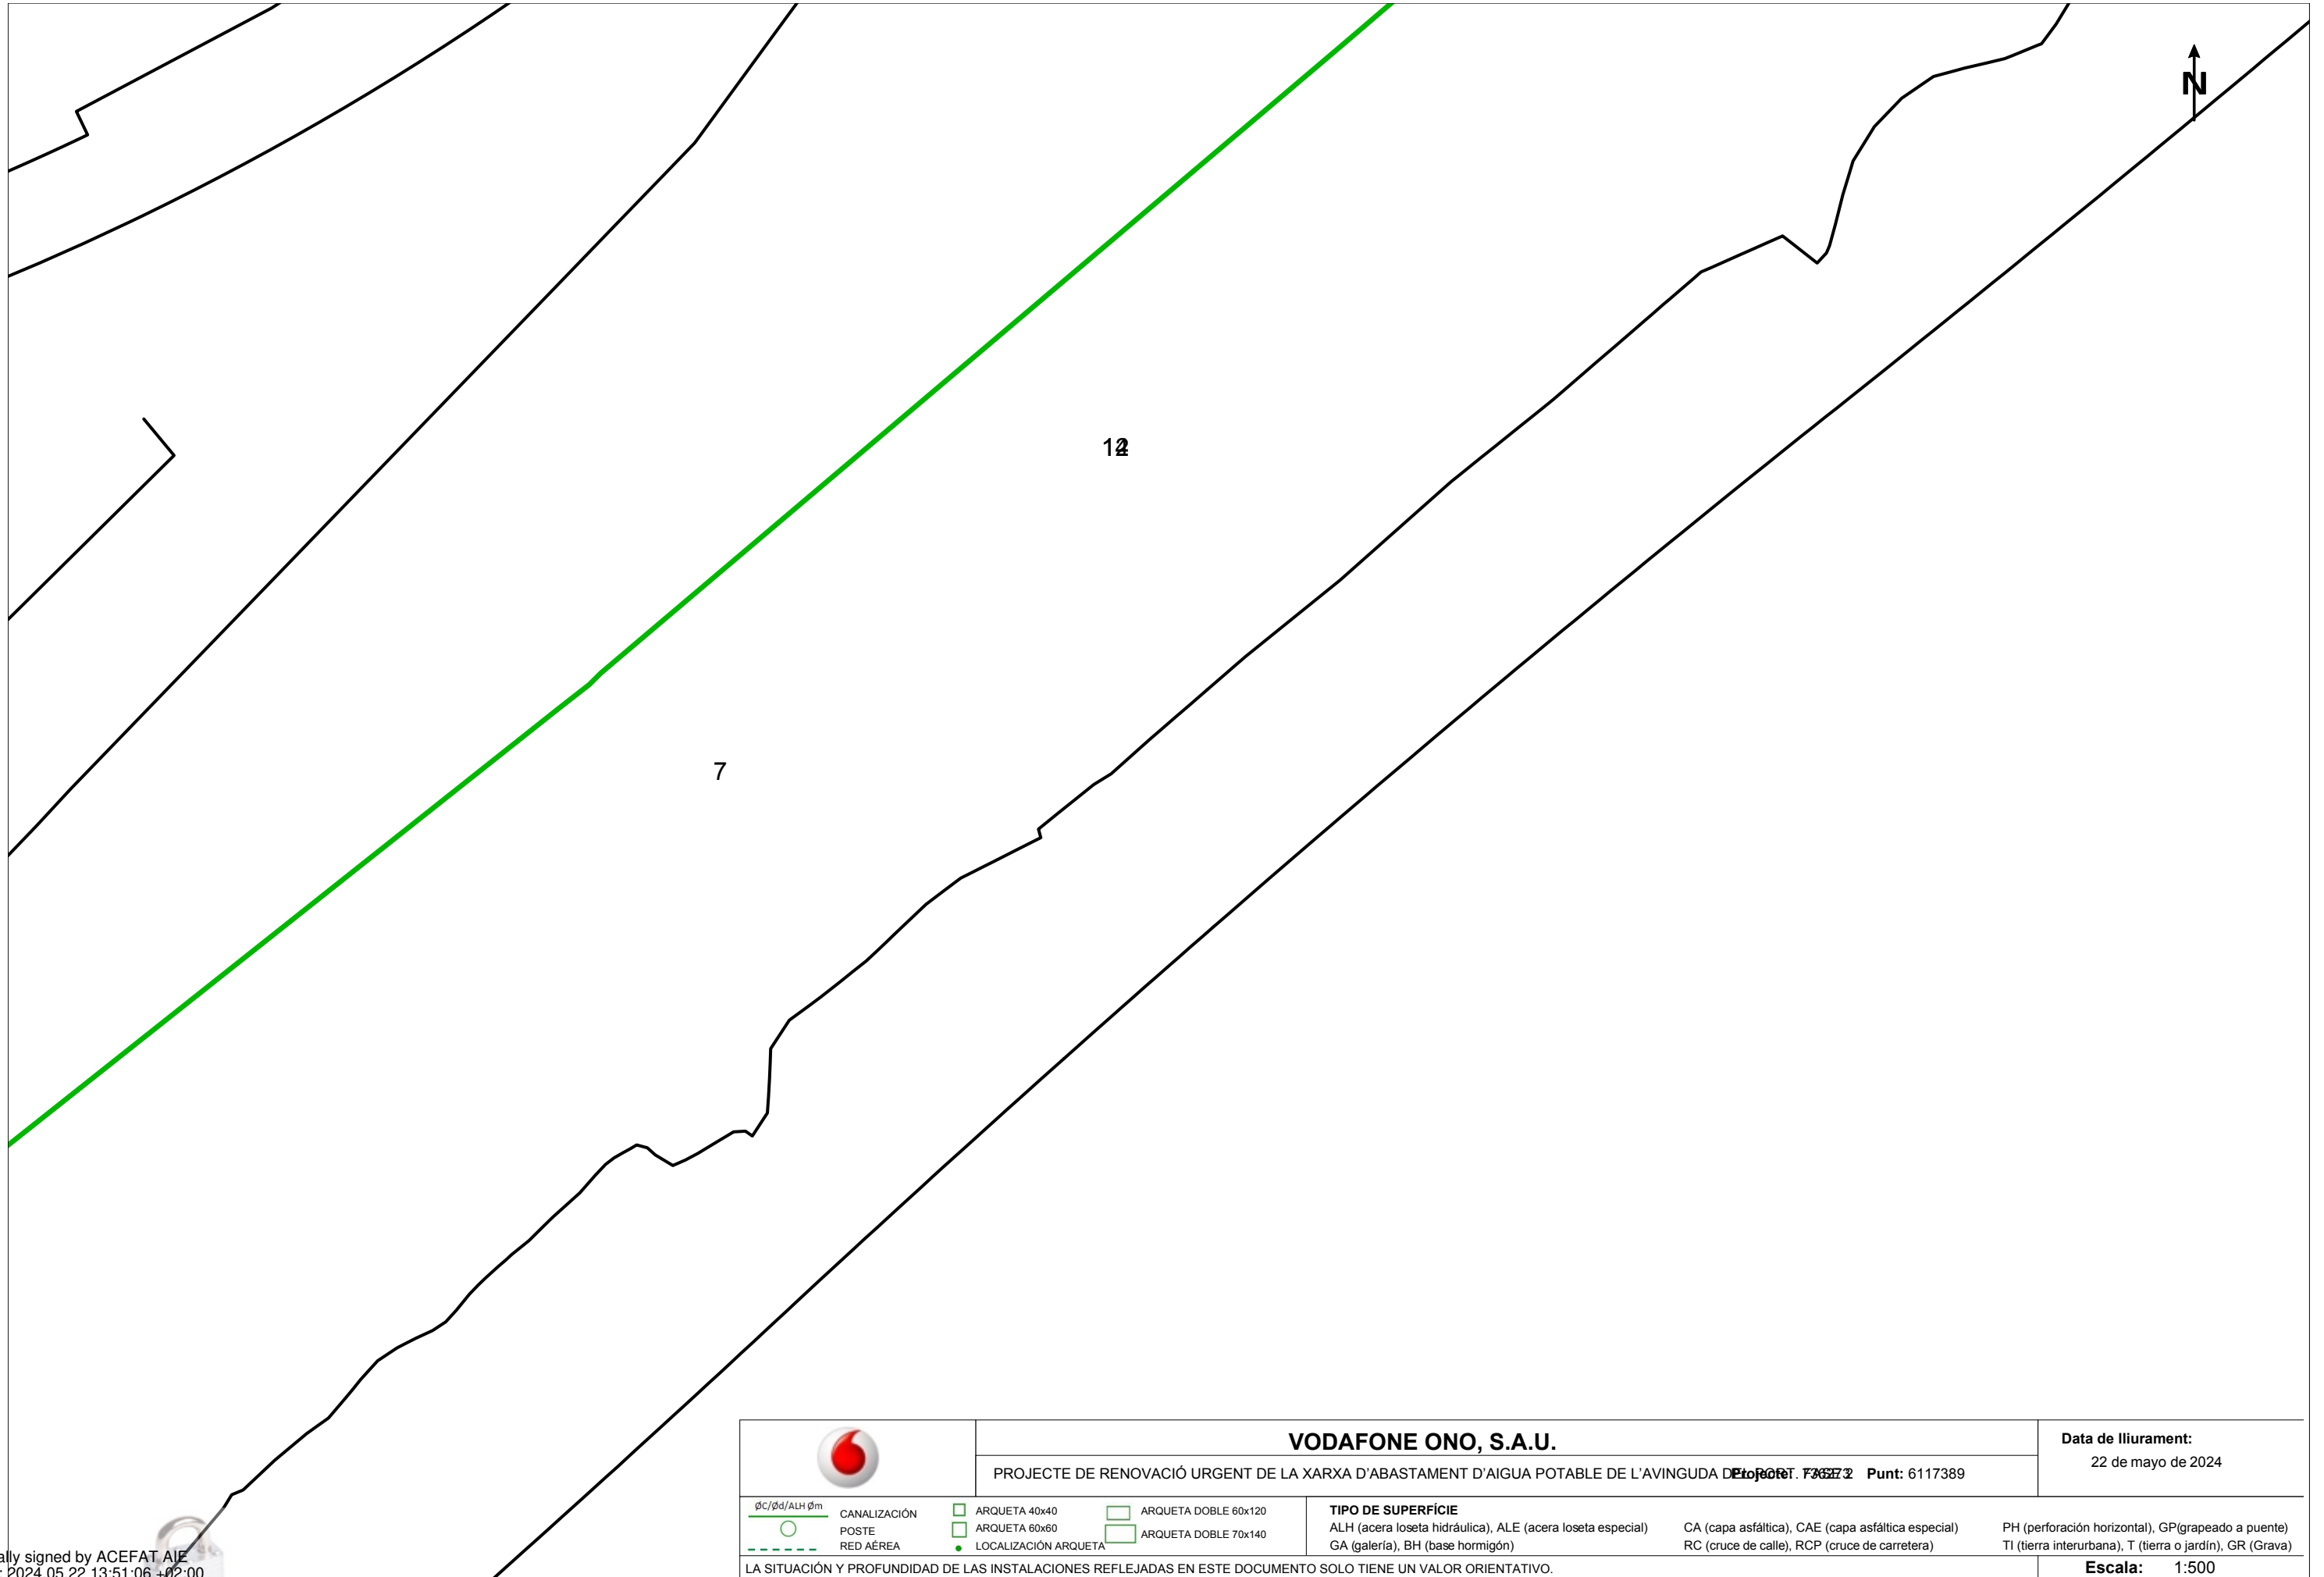 N
7
VODAFONE ONO, S.A.U.
PROJECTE DE RENOVACIÓ URGENT DE LA XARXA D'ABASTAMENT D'AIGUA POTABLE DE L'AVINGUDA Punt: 6117389
Data de lliurament:
22 de mayo de 2024
ØC/Ød/ALH Øm
CANALIZACIÓN
POSTE
RED AÉREA
ARQUETA 40x40
ARQUETA 60x60
LOCALIZACIÓN ARQUETA
ARQUETA DOBLE 60x120
ARQUETA DOBLE 70x140
TIPO DE SUPERFÍCIE
ALH (acera loseta hidráulica), ALE (acera loseta especial)
GA (galería), BH (base hormigón)
CA (capa asfáltica), CAE (capa asfáltica especial)
RC (cruce de calle), RCP (cruce de carretera)
PH (perforación horizontal), GP(grapeado a puente)
TI (tierra interurbana), T (tierra o jardín), GR (Grava)
LA SITUACIÓN Y PROFUNDIDAD DE LAS INSTALACIONES REFLEJADAS EN ESTE DOCUMENTO SOLO TIENE UN VALOR ORIENTATIVO.
Escala: 1:500
ally signed by ACEFAT AIE
: 2024.05.22 13:51:06 +02:00